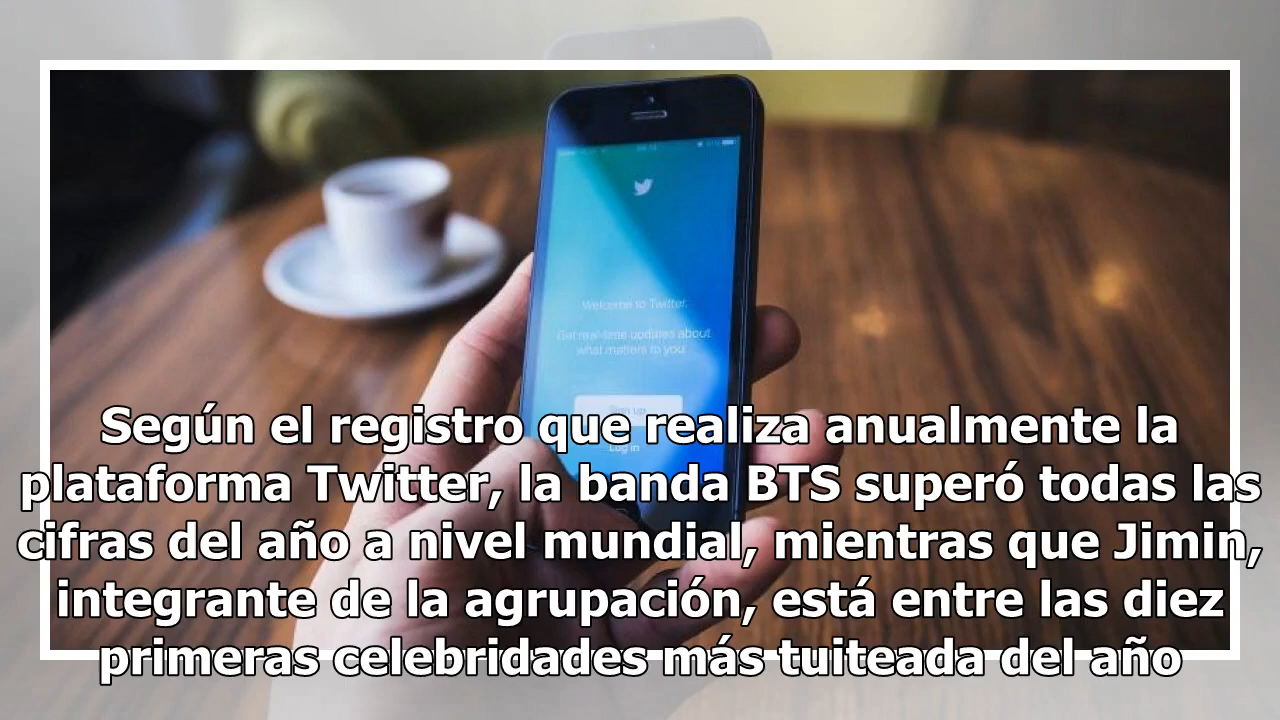 Welcome to Twitter.
Get real-time updates about
what matters to you.
Sign up
Log in
Según el registro que realiza anualmente la
plataforma Twitter, la banda BTS superó todas las
cifras del año a nivel mundial, mientras que Jimin,
integrante de la agrupación, está entre las diez
primeras celebridades más tuiteada del año